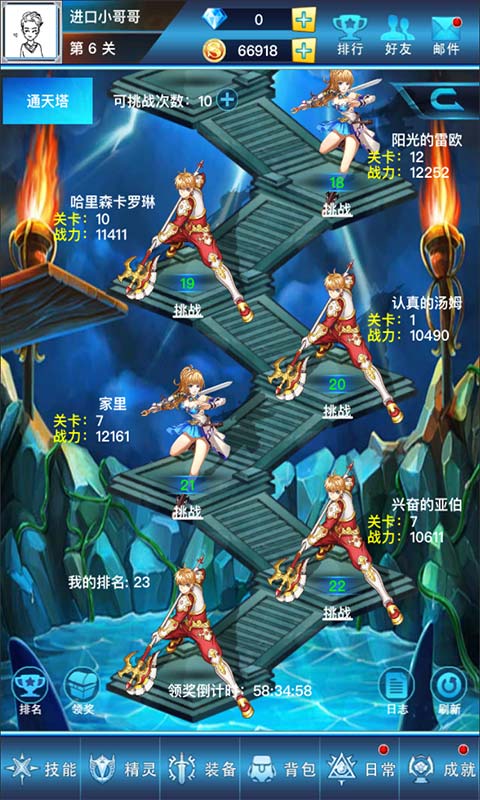 进口小哥哥
第 6 关
0
66918
排行
好友
邮件
通天塔
可挑战次数: 10
阳光的雷欧
关卡: 12
战力: 12252
18
挑战
哈里森卡罗琳
关卡: 10
战力: 11411
19
挑战
认真的汤姆
关卡: 1
战力: 10490
20
挑战
家里
关卡: 7
战力: 12161
21
挑战
兴奋的亚伯
关卡: 7
战力: 10611
22
挑战
我的排名: 23
领奖倒计时: 58:34:58
排名
领奖
日志
刷新
技能
精灵
装备
背包
日常
成就